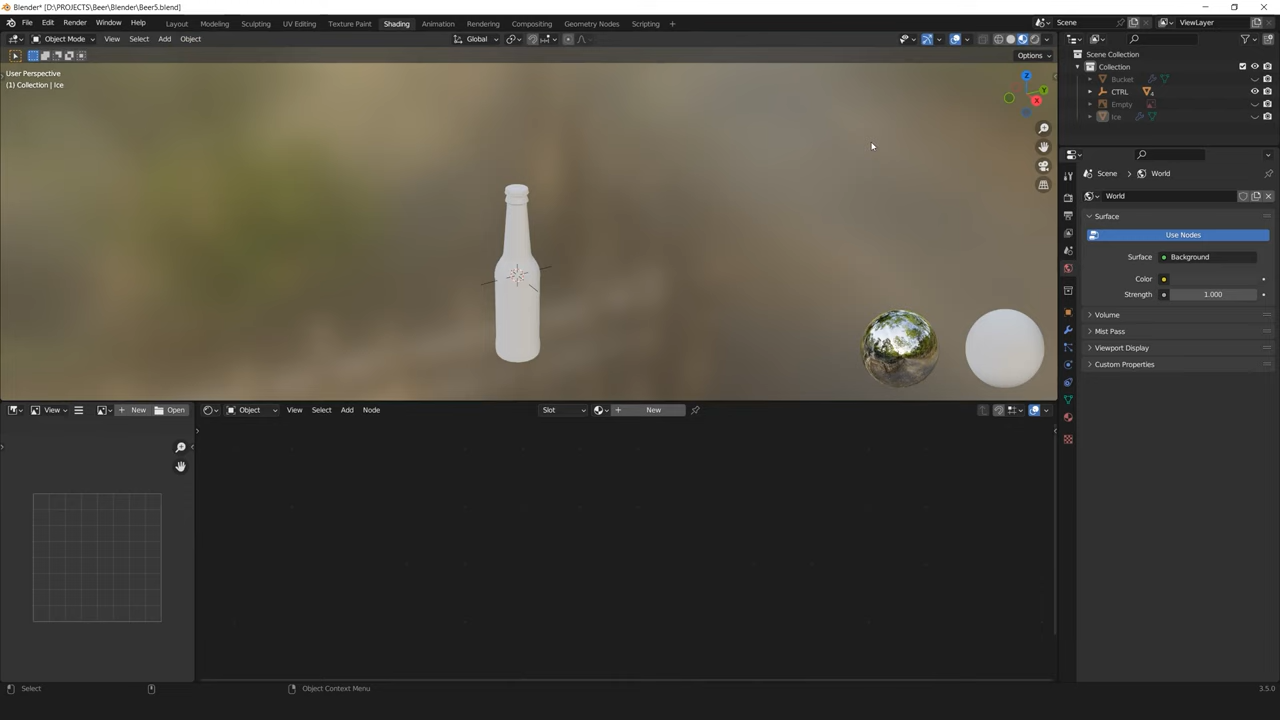 Blender* [D:\PROJECTS\Beer\Blender\Beer5.blend]
File Edit Render Window Help Layout Modeling Sculpting UV Editing Texture Paint Shading Animation Rendering Compositing Geometry Nodes Scripting + Scene ViewLayer
Object Mode View Select Add Object Global
Options
User Perspective
(1) Collection | Ice
Z
Y
X
Scene Collection
Collection
Bucket
CTRL 4
Empty
Ice
Scene > World
World
Surface
Use Nodes
Surface Background
Color
Strength 1.000
Volume
Mist Pass
Viewport Display
Custom Properties
View + New Open
Object View Select Add Node Slot + New
Select Object Context Menu 3.5.0